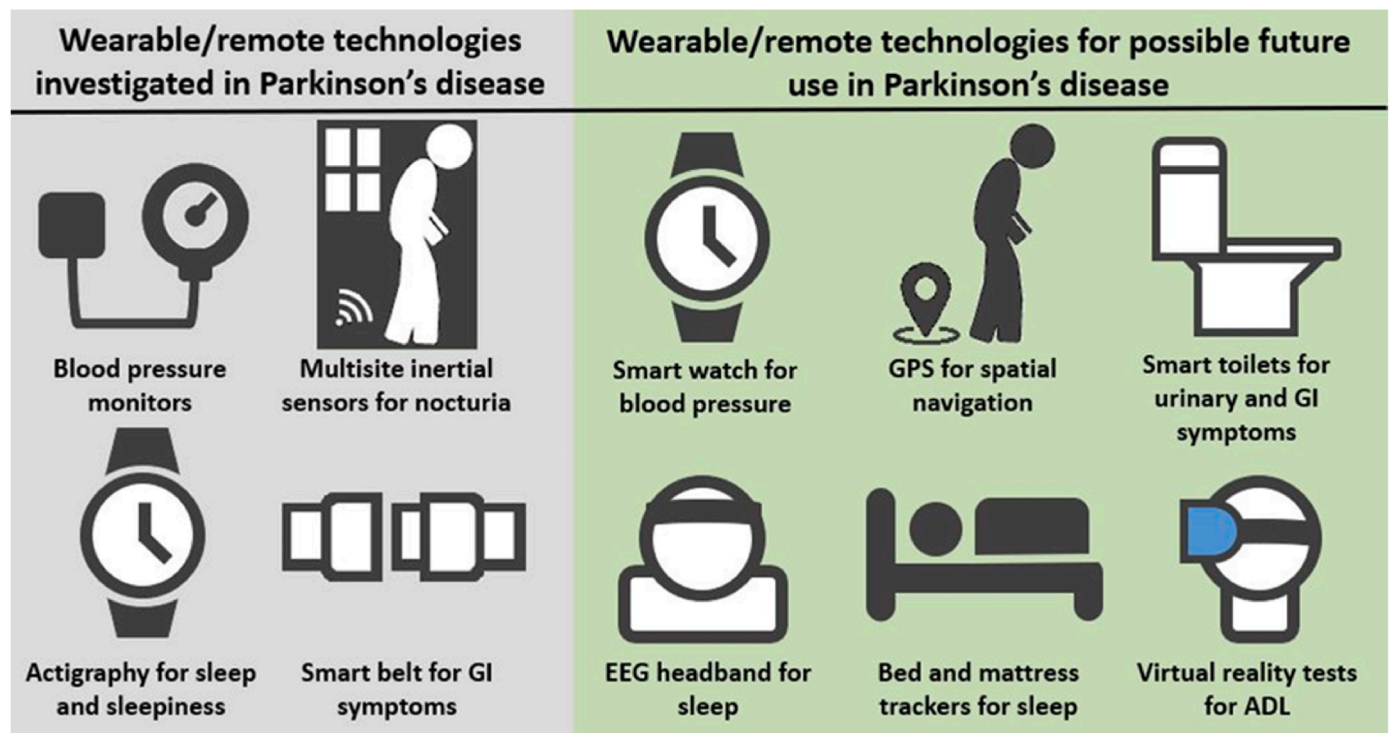 Wearable/remote technologies
investigated in Parkinson's disease
Wearable/remote technologies for possible future
use in Parkinson's disease
Blood pressure
monitors
Multisite inertial
sensors for nocturia
Actigraphy for sleep
and sleepiness
Smart belt for GI
symptoms
Smart watch for
blood pressure
GPS for spatial
navigation
Smart toilets for
urinary and GI
symptoms
EEG headband for
sleep
Bed and mattress
trackers for sleep
Virtual reality tests
for ADL